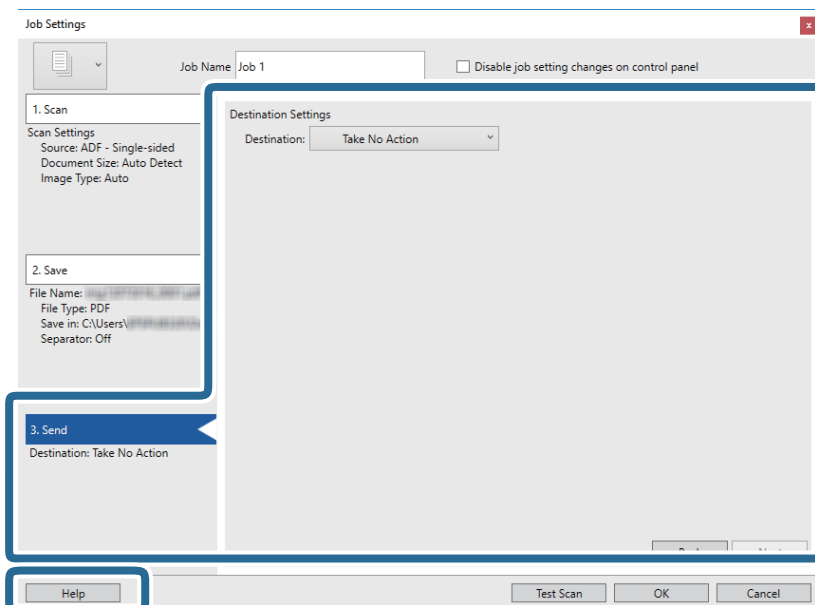 Job Settings
x
Job Name Job 1
Disable job setting changes on control panel
1. Scan
Scan Settings
Source: ADF - Single-sided
Document Size: Auto Detect
Image Type: Auto
2. Save
File Name:
File Type: PDF
Save in: C:\Users\
Separator: Off
3. Send
Destination: Take No Action
Destination Settings
Destination: Take No Action
Help
Test Scan
OK
Cancel